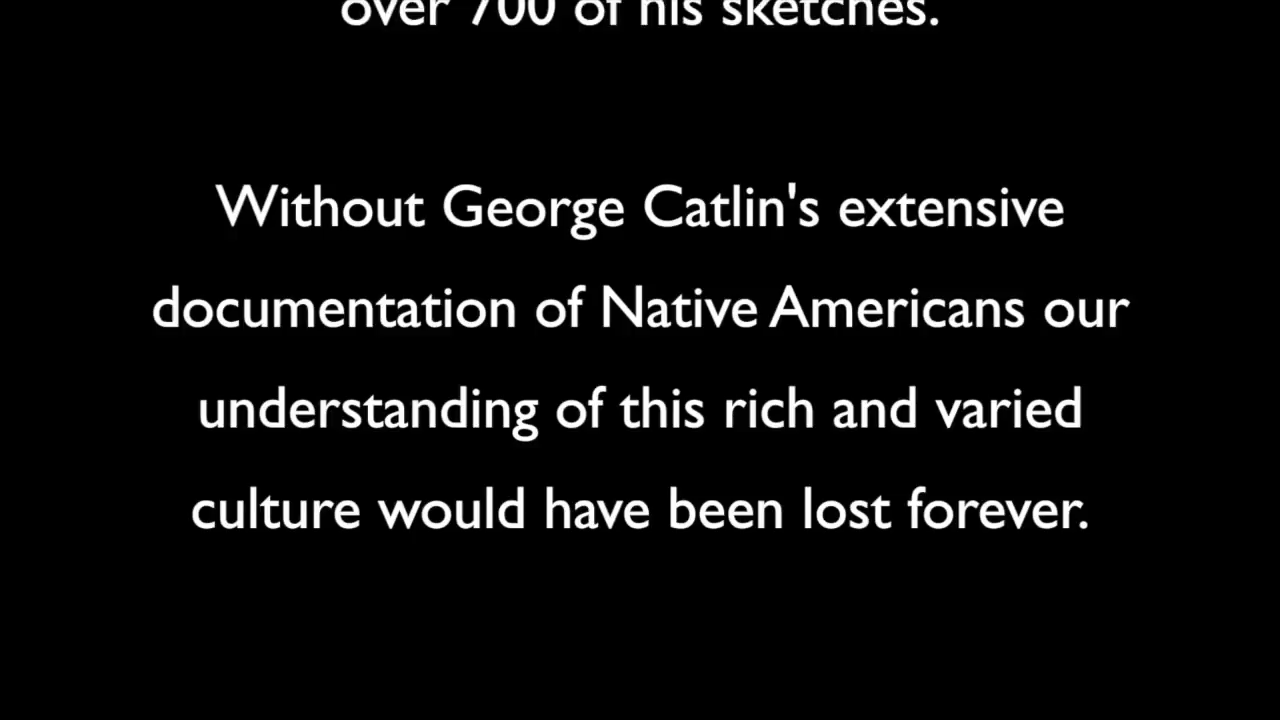 over 700 of his sketches.
Without George Catlin's extensive
documentation of Native Americans our
understanding of this rich and varied
culture would have been lost forever.